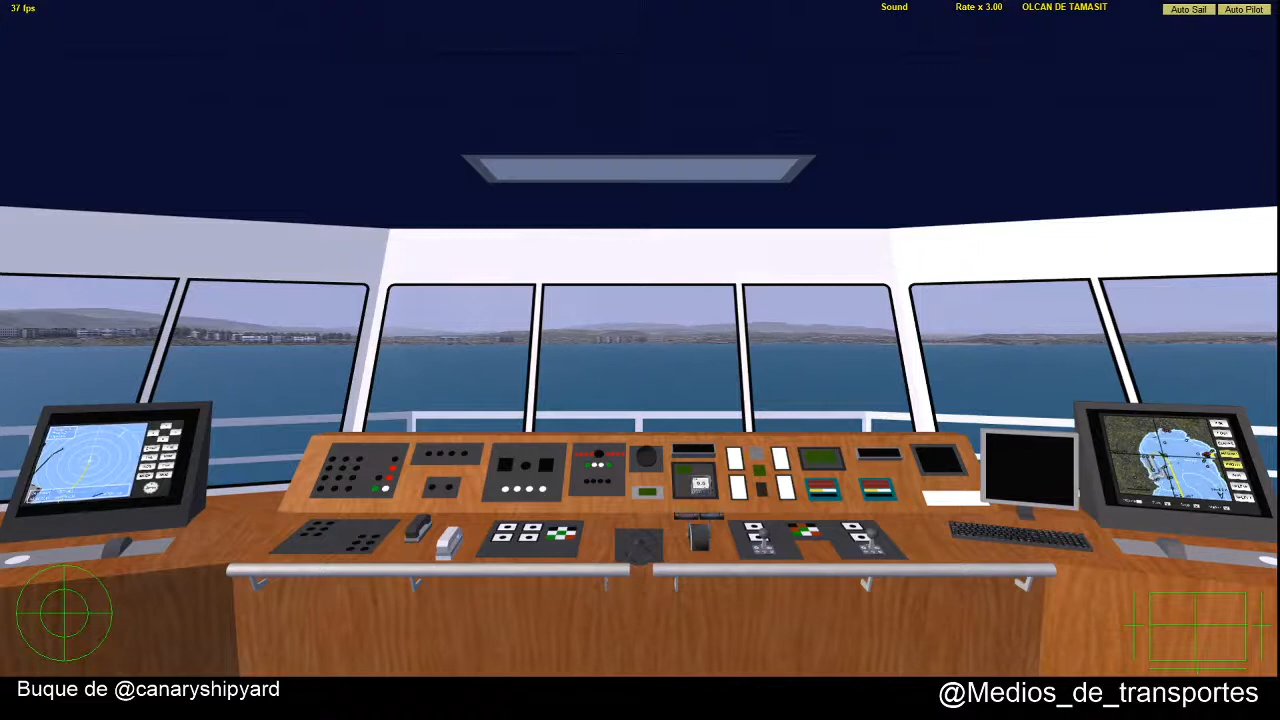 37 fps
Sound
Rate x 3.00
OLCAN DE TAMASIT
Auto Sail
Auto Pilot
Buque de @canaryshipyard
@Medios_de_transportes